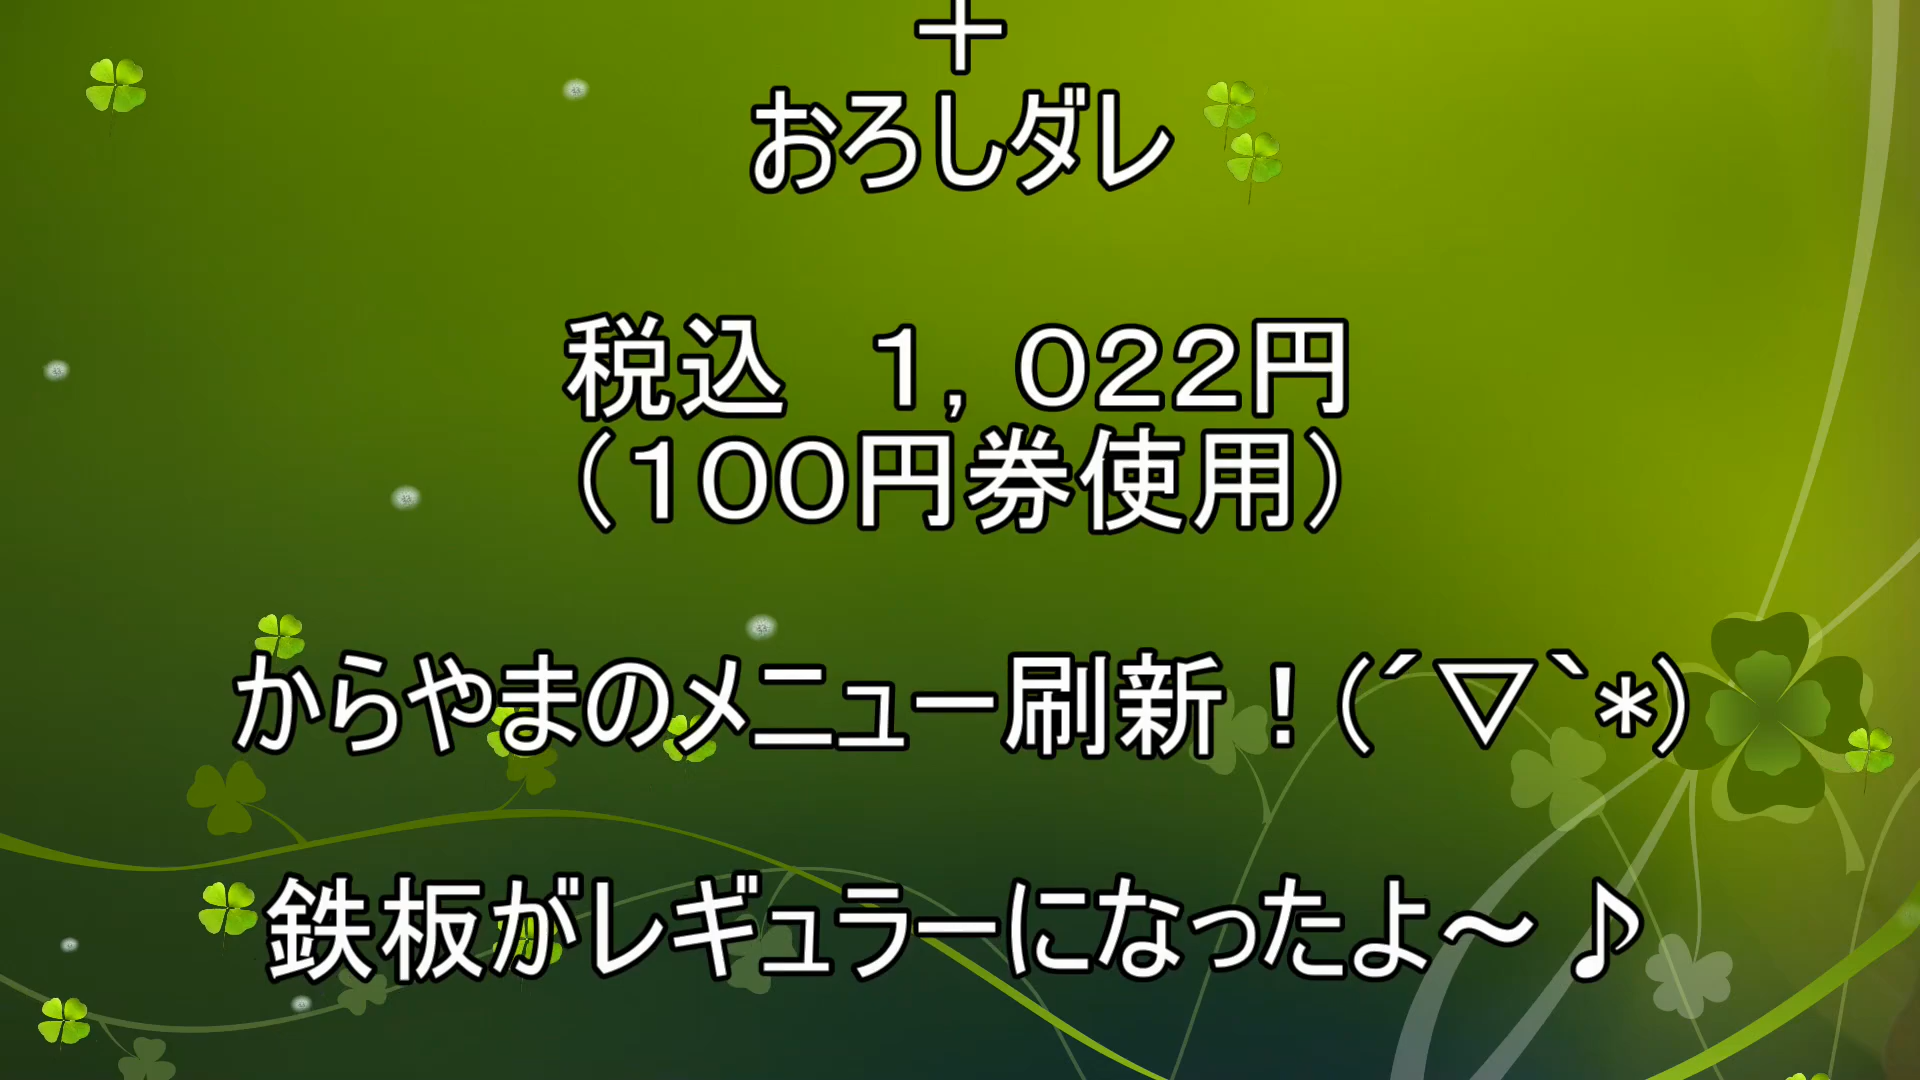 ＋
おろしダレ
税込　１，０２２円
（１００円券使用）
からやまのメニュー刷新！(´▽`*)
鉄板がレギュラーになったよ～♪